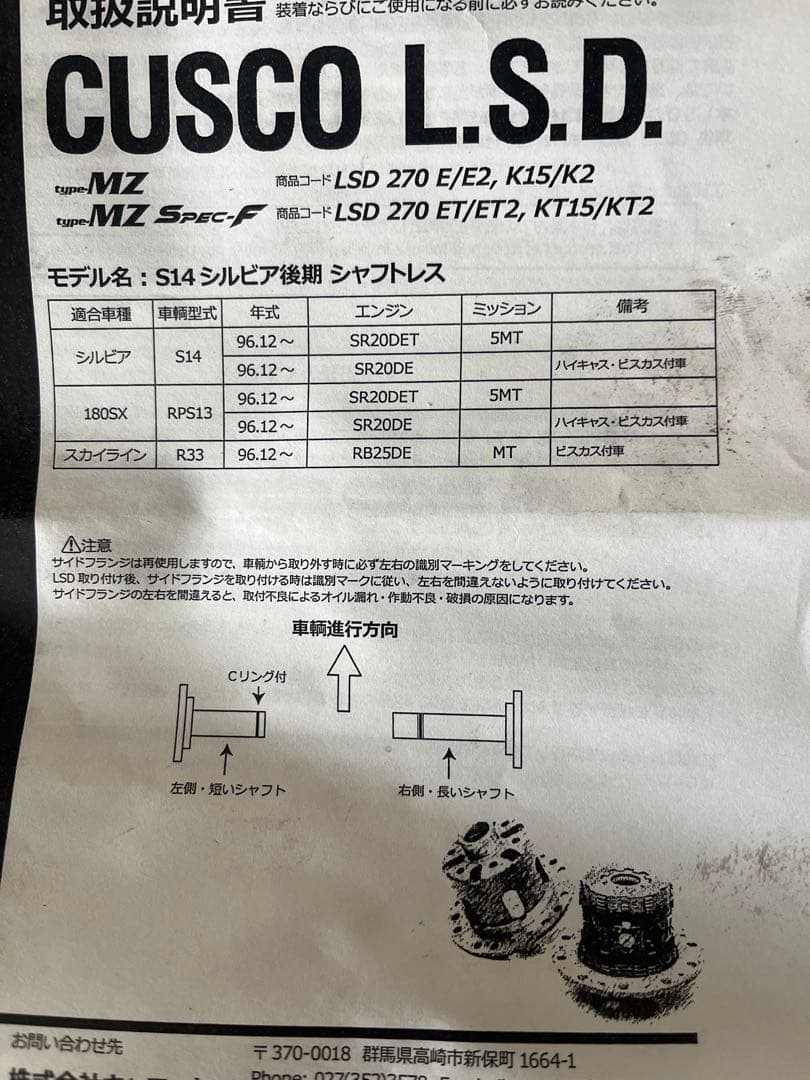 取扱説明書 装着ならびにご使用になる前に必ずお読みください。
CUSCO L.S.D.
type-MZ 商品コード LSD 270 E/E2, K15/K2
type-MZ SPEC-F 商品コード LSD 270 ET/ET2, KT15/KT2
モデル名：S14 シルビア後期 シャフトレス
適合車種 車輌型式 年式 エンジン ミッション 備考
シルビア S14 96.12～ SR20DET 5MT
96.12～ SR20DE ハイキャス・ビスカス付車
180SX RPS13 96.12～ SR20DET 5MT
96.12～ SR20DE ハイキャス・ビスカス付車
スカイライン R33 96.12～ RB25DE MT ビスカス付車
⚠注意
サイドフランジは再使用しますので、車輌から取り外す時に必ず左右の識別マーキングをしてください。
LSD 取り付け後、サイドフランジを取り付ける時は識別マークに従い、左右を間違えないように取り付けてください。
サイドフランジの左右を間違えると、取付不良によるオイル漏れ・作動不良・破損の原因になります。
車輌進行方向
Cリング付
左側・短いシャフト
右側・長いシャフト
お問い合わせ先
〒370-0018 群馬県高崎市新保町 1664-1
株式会社
Phone: 027(352)3578